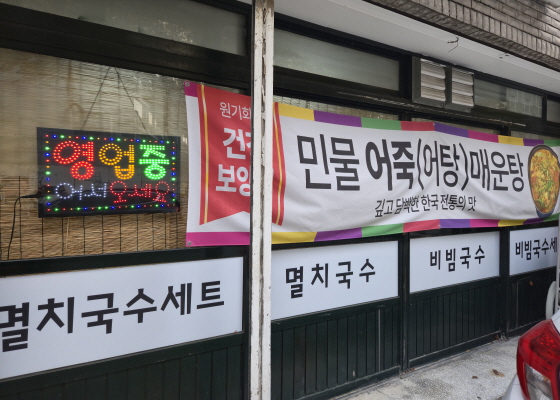 영업중
어서오세요
원기회
건강
보양
민물 어죽(어탕)매운탕
깊고 담백한 한국 전통의 맛
멸치국수세트
멸치국수
비빔국수
비빔국수세